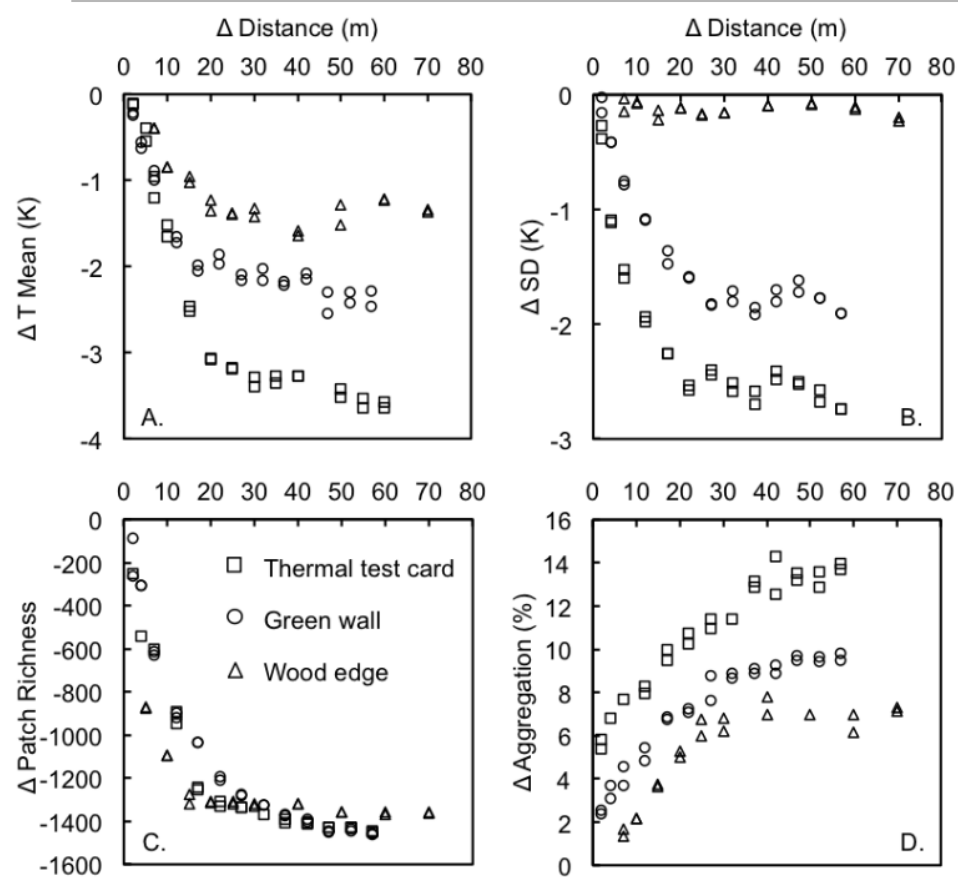 Δ Distance (m)
0 10 20 30 40 50 60 70 80
0
-1
-2
-3
-4
Δ T Mean (K)
A.
Δ Distance (m)
0 10 20 30 40 50 60 70 80
0
-1
-2
-3
Δ SD (K)
B.
0 10 20 30 40 50 60 70 80
0
-200
-400
-600
-800
-1000
-1200
-1400
-1600
Δ Patch Richness
Thermal test card
Green wall
Wood edge
C.
0 10 20 30 40 50 60 70 80
16
14
12
10
8
6
4
2
0
Δ Aggregation (%)
D.